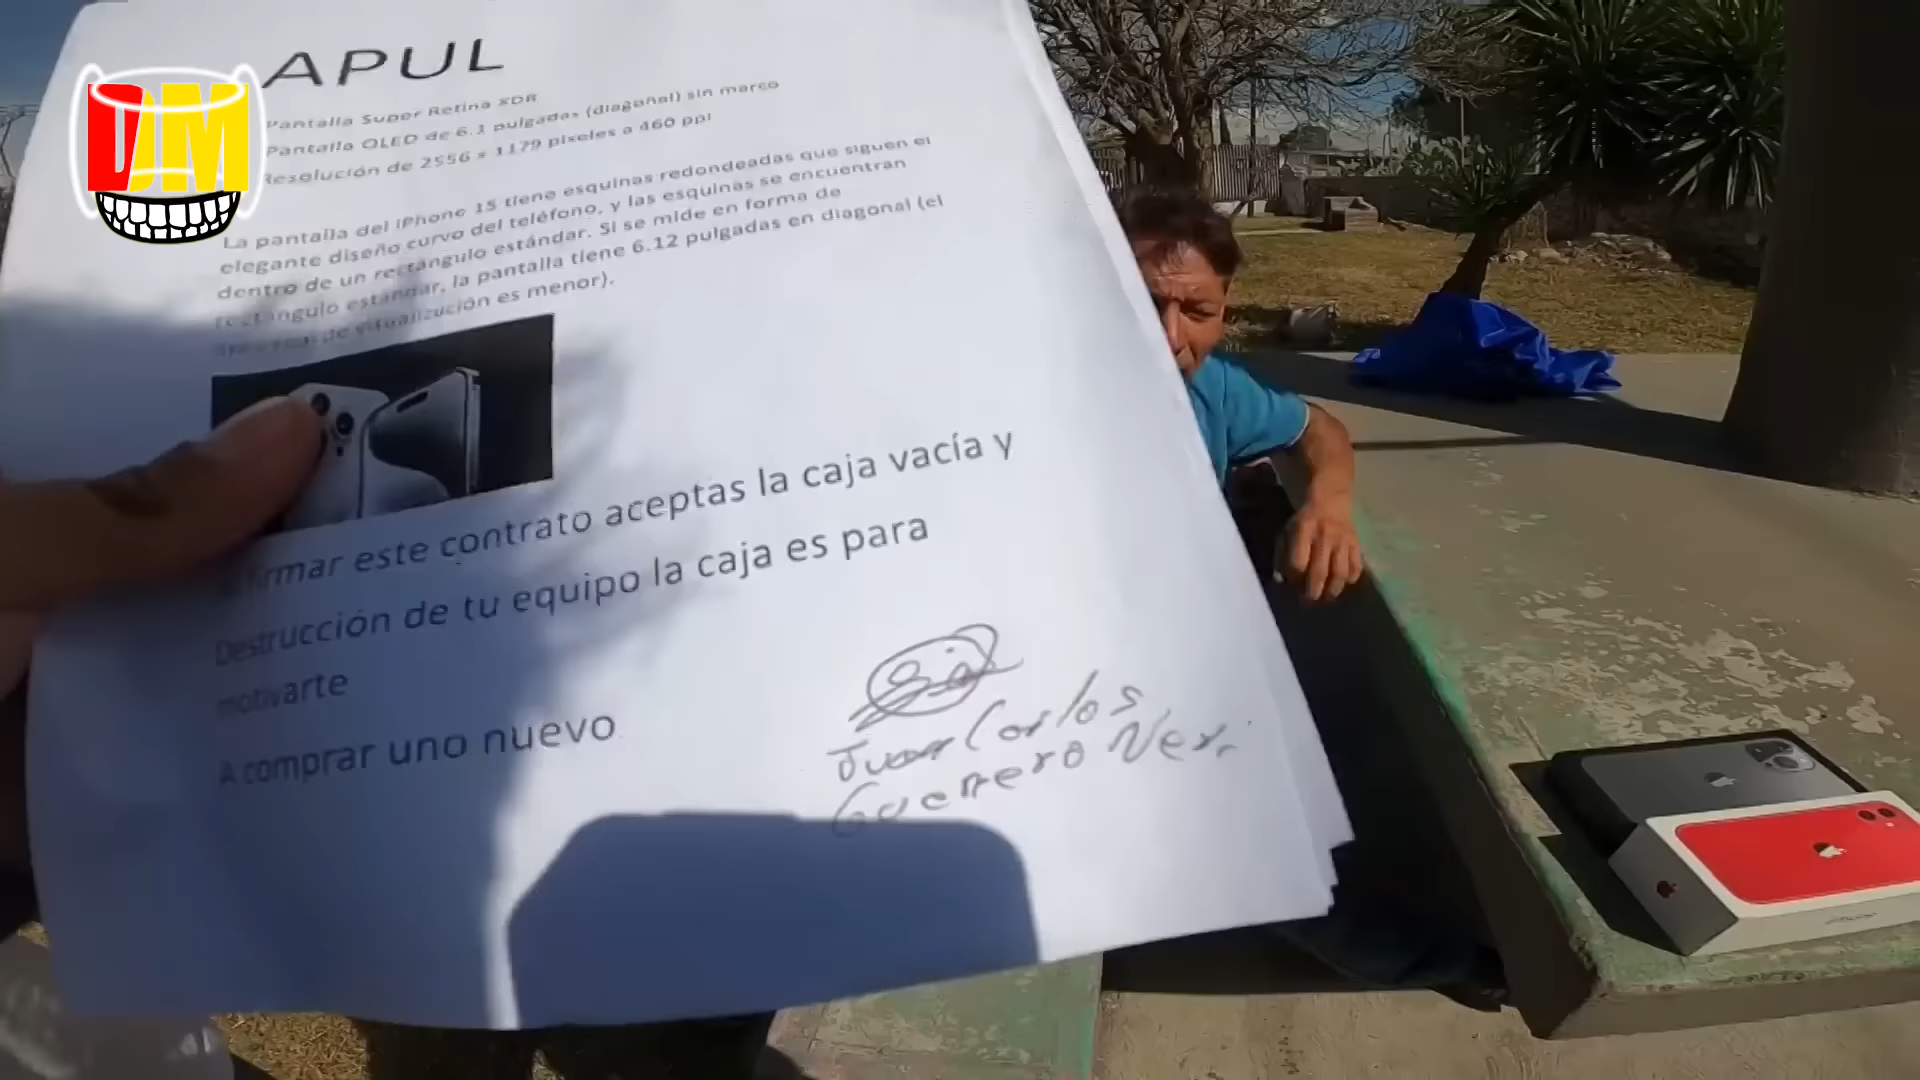 DM
APUL
Pantalla Super Retina XDR
Pantalla OLED de 6.1 pulgadas (diagonal) sin marco
Resolución de 2556 x 1179 pixeles a 460 ppi
La pantalla del iPhone 15 tiene esquinas redondeadas que siguen el
elegante diseño curvo del teléfono, y las esquinas se encuentran
dentro de un rectángulo estándar. Si se mide en forma de
rectángulo estándar, la pantalla tiene 6.12 pulgadas en diagonal (el
de visualización es menor).
firmar este contrato aceptas la caja vacía y
Destrucción de tu equipo la caja es para
motivarte
A comprar uno nuevo
Juan Carlos
Guerrero